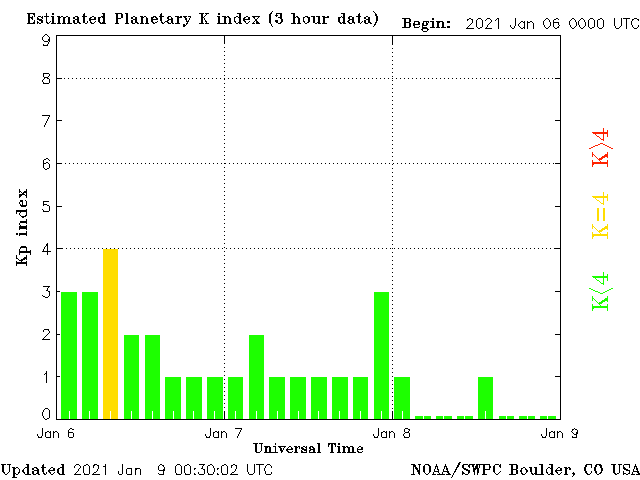 Estimated Planetary K index (3 hour data) Begin: 2021 Jan 06 0000 UTC
9
8
7
6
5
4
3
2
1
0
Kp index
K>4
K=4
K<4
Jan 6 Jan 7 Jan 8 Jan 9
Universal Time
Updated 2021 Jan 9 00:30:02 UTC NOAA/SWPC Boulder, CO USA